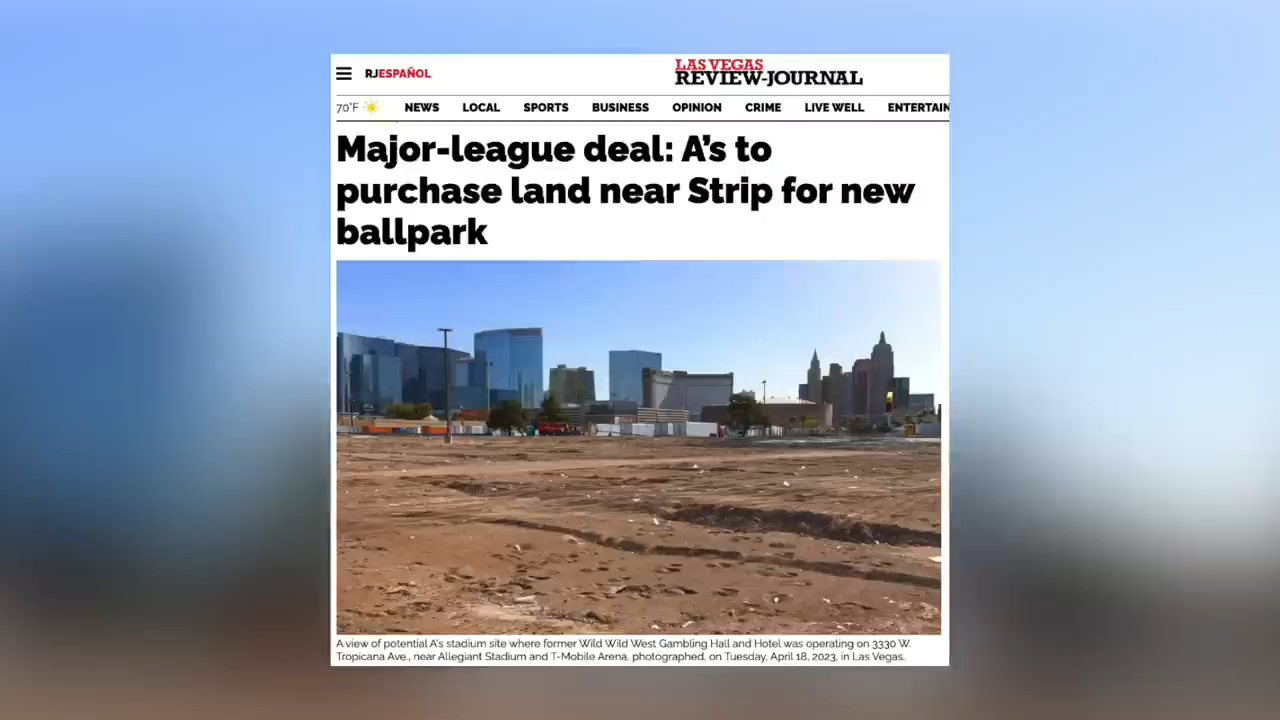 RJESPAÑOL
LAS VEGAS
REVIEW-JOURNAL
70°F NEWS LOCAL SPORTS BUSINESS OPINION CRIME LIVE WELL ENTERTAIN
Major-league deal: A's to
purchase land near Strip for new
ballpark
A view of potential A's stadium site where former Wild Wild West Gambling Hall and Hotel was operating on 3330 W.
Tropicana Ave., near Allegiant Stadium and T-Mobile Arena, photographed, on Tuesday, April 18, 2023, in Las Vegas.